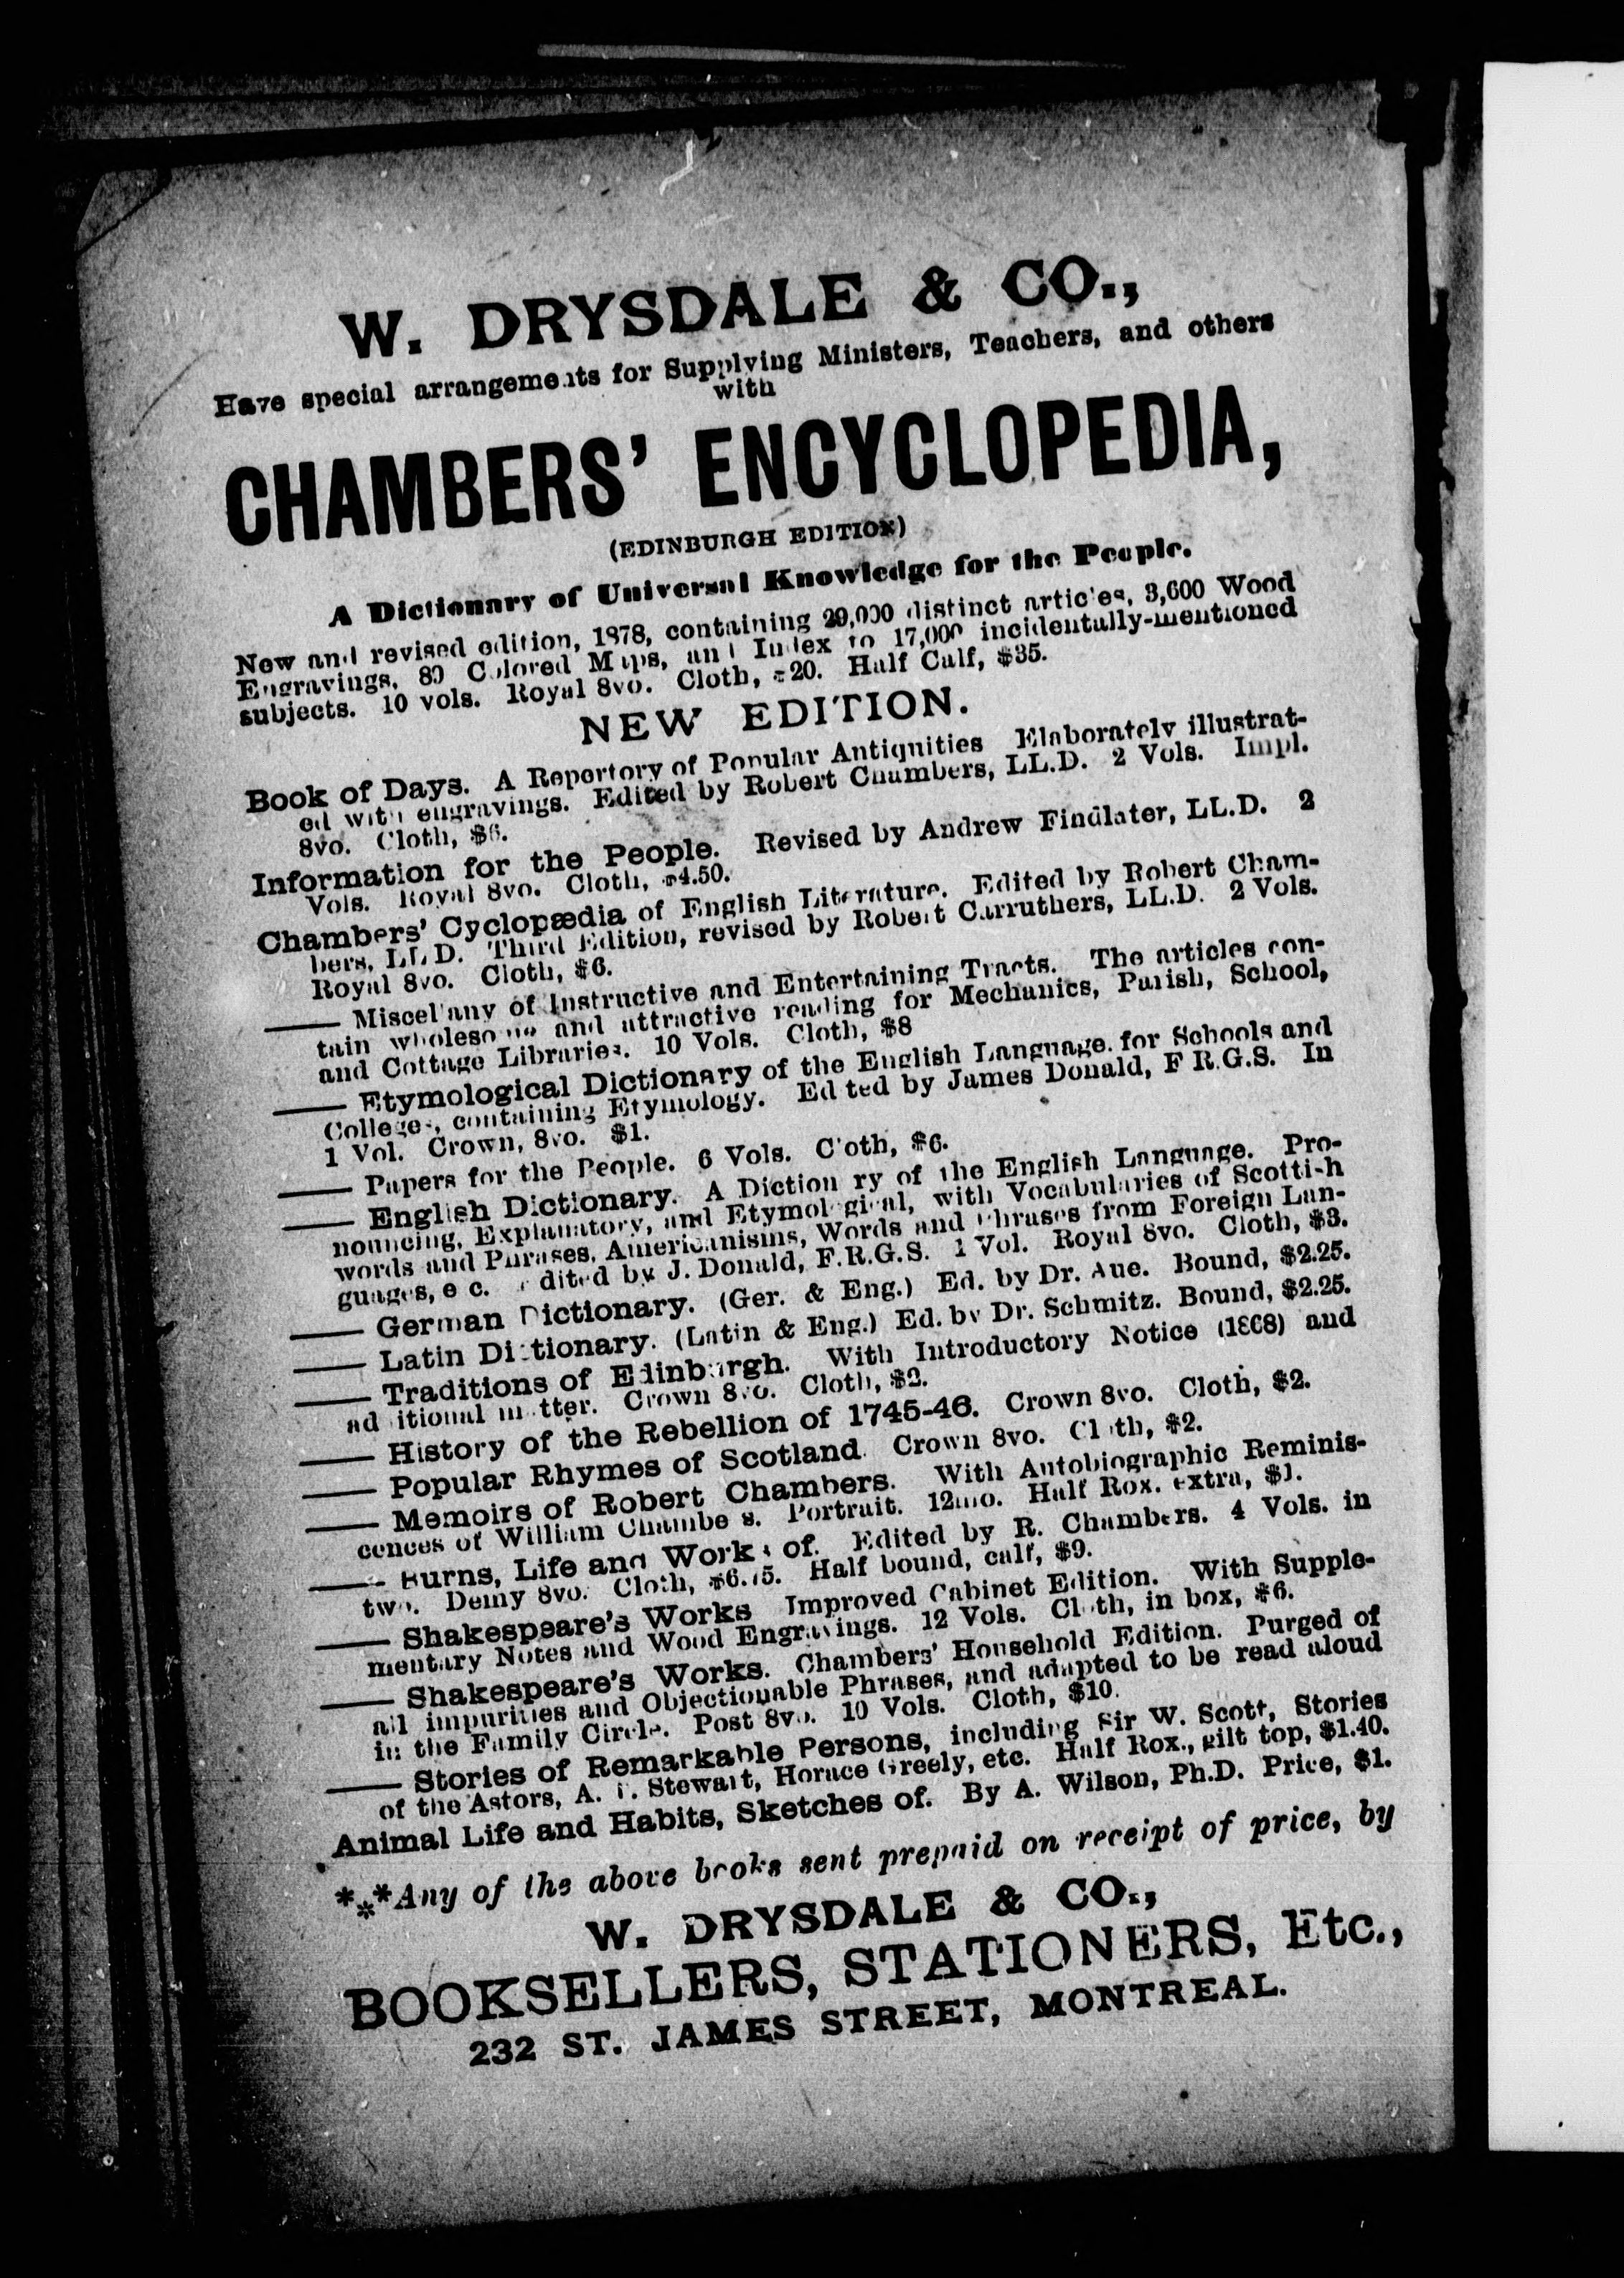 W. DRYSDALE & CO.,
Have special arrangements for Supplying Ministers, Teachers, and others
with
CHAMBERS' ENCYCLOPEDIA,
(EDINBURGH EDITION)
A Dictionary of Universal Knowledge for the People.
New and revised edition, 1878, containing 29,000 distinct articles, 3,600 Wood
Engravings, 80 Colored Maps, and Index to 17,000 incidentally-mentioned
subjects. 10 vols. Royal 8vo. Cloth, $20. Half Calf, $35.
NEW EDITION.
Book of Days. A Repertory of Popular Antiquities Elaborately illustrat-
ed with engravings. Edited by Robert Chambers, LL.D. 2 Vols. Impl.
8vo. Cloth, $6.
Information for the People. Revised by Andrew Findlater, LL.D. 2
Vols. Royal 8vo. Cloth, $4.50.
Chambers' Cyclopædia of English Literature. Edited by Robert Cham-
bers, LL.D. Third Edition, revised by Robert Carruthers, LL.D. 2 Vols.
Royal 8vo. Cloth, $6.
—— Miscellany of Instructive and Entertaining Tracts. The articles con-
tain wholesome and attractive reading for Mechanics, Parish, School,
and Cottage Libraries. 10 Vols. Cloth, $8
—— Etymological Dictionary of the English Language. for Schools and
Colleges, containing Etymology. Edited by James Donald, F R.G.S. In
1 Vol. Crown, 8vo. $1.
—— Papers for the People. 6 Vols. Cloth, $6.
—— English Dictionary. A Dictionary of the English Language. Pro-
nouncing, Explanatory, and Etymological, with Vocabularies of Scottish
words and Phrases, Americanisms, Words and Phrases from Foreign Lan-
guages, e c. Edited by J. Donald, F.R.G.S. 1 Vol. Royal 8vo. Cloth, $3.
—— German Dictionary. (Ger. & Eng.) Ed. by Dr. Aue. Bound, $2.25.
—— Latin Dictionary. (Latin & Eng.) Ed. by Dr. Schmitz. Bound, $2.25.
—— Traditions of Edinburgh. With Introductory Notice (1868) and
additional matter. Crown 8vo. Cloth, $2.
—— History of the Rebellion of 1745-46. Crown 8vo. Cloth, $2.
—— Popular Rhymes of Scotland. Crown 8vo. Cloth, $2.
—— Memoirs of Robert Chambers. With Autobiographic Reminis-
cences of William Chambers. Portrait. 12mo. Half Rox. extra, $1.
—— Burns, Life and Works of. Edited by R. Chambers. 4 Vols. in
two. Demy 8vo. Cloth, Half bound, calf, $9.
—— Shakespeare's Works Improved Cabinet Edition. With Supple-
mentary Notes and Wood Engravings. 12 Vols. Cloth, in box, $6.
—— Shakespeare's Works. Chambers' Household Edition. Purged of
all impurities and Objectionable Phrases, and adapted to be read aloud
in the Family Circle. Post 8vo. 10 Vols. Cloth, $10.
—— Stories of Remarkable Persons, including Sir W. Scott, Stories
of the Astors, A. T. Stewart, Horace Greely, etc. Half Rox., gilt top, $1.40.
Animal Life and Habits, Sketches of. By A. Wilson, Ph.D. Price, $1.
*⁎*Any of the above books sent prepaid on receipt of price, by
W. DRYSDALE & CO.,
BOOKSELLERS, STATIONERS, Etc.,
232 ST. JAMES STREET, MONTREAL.